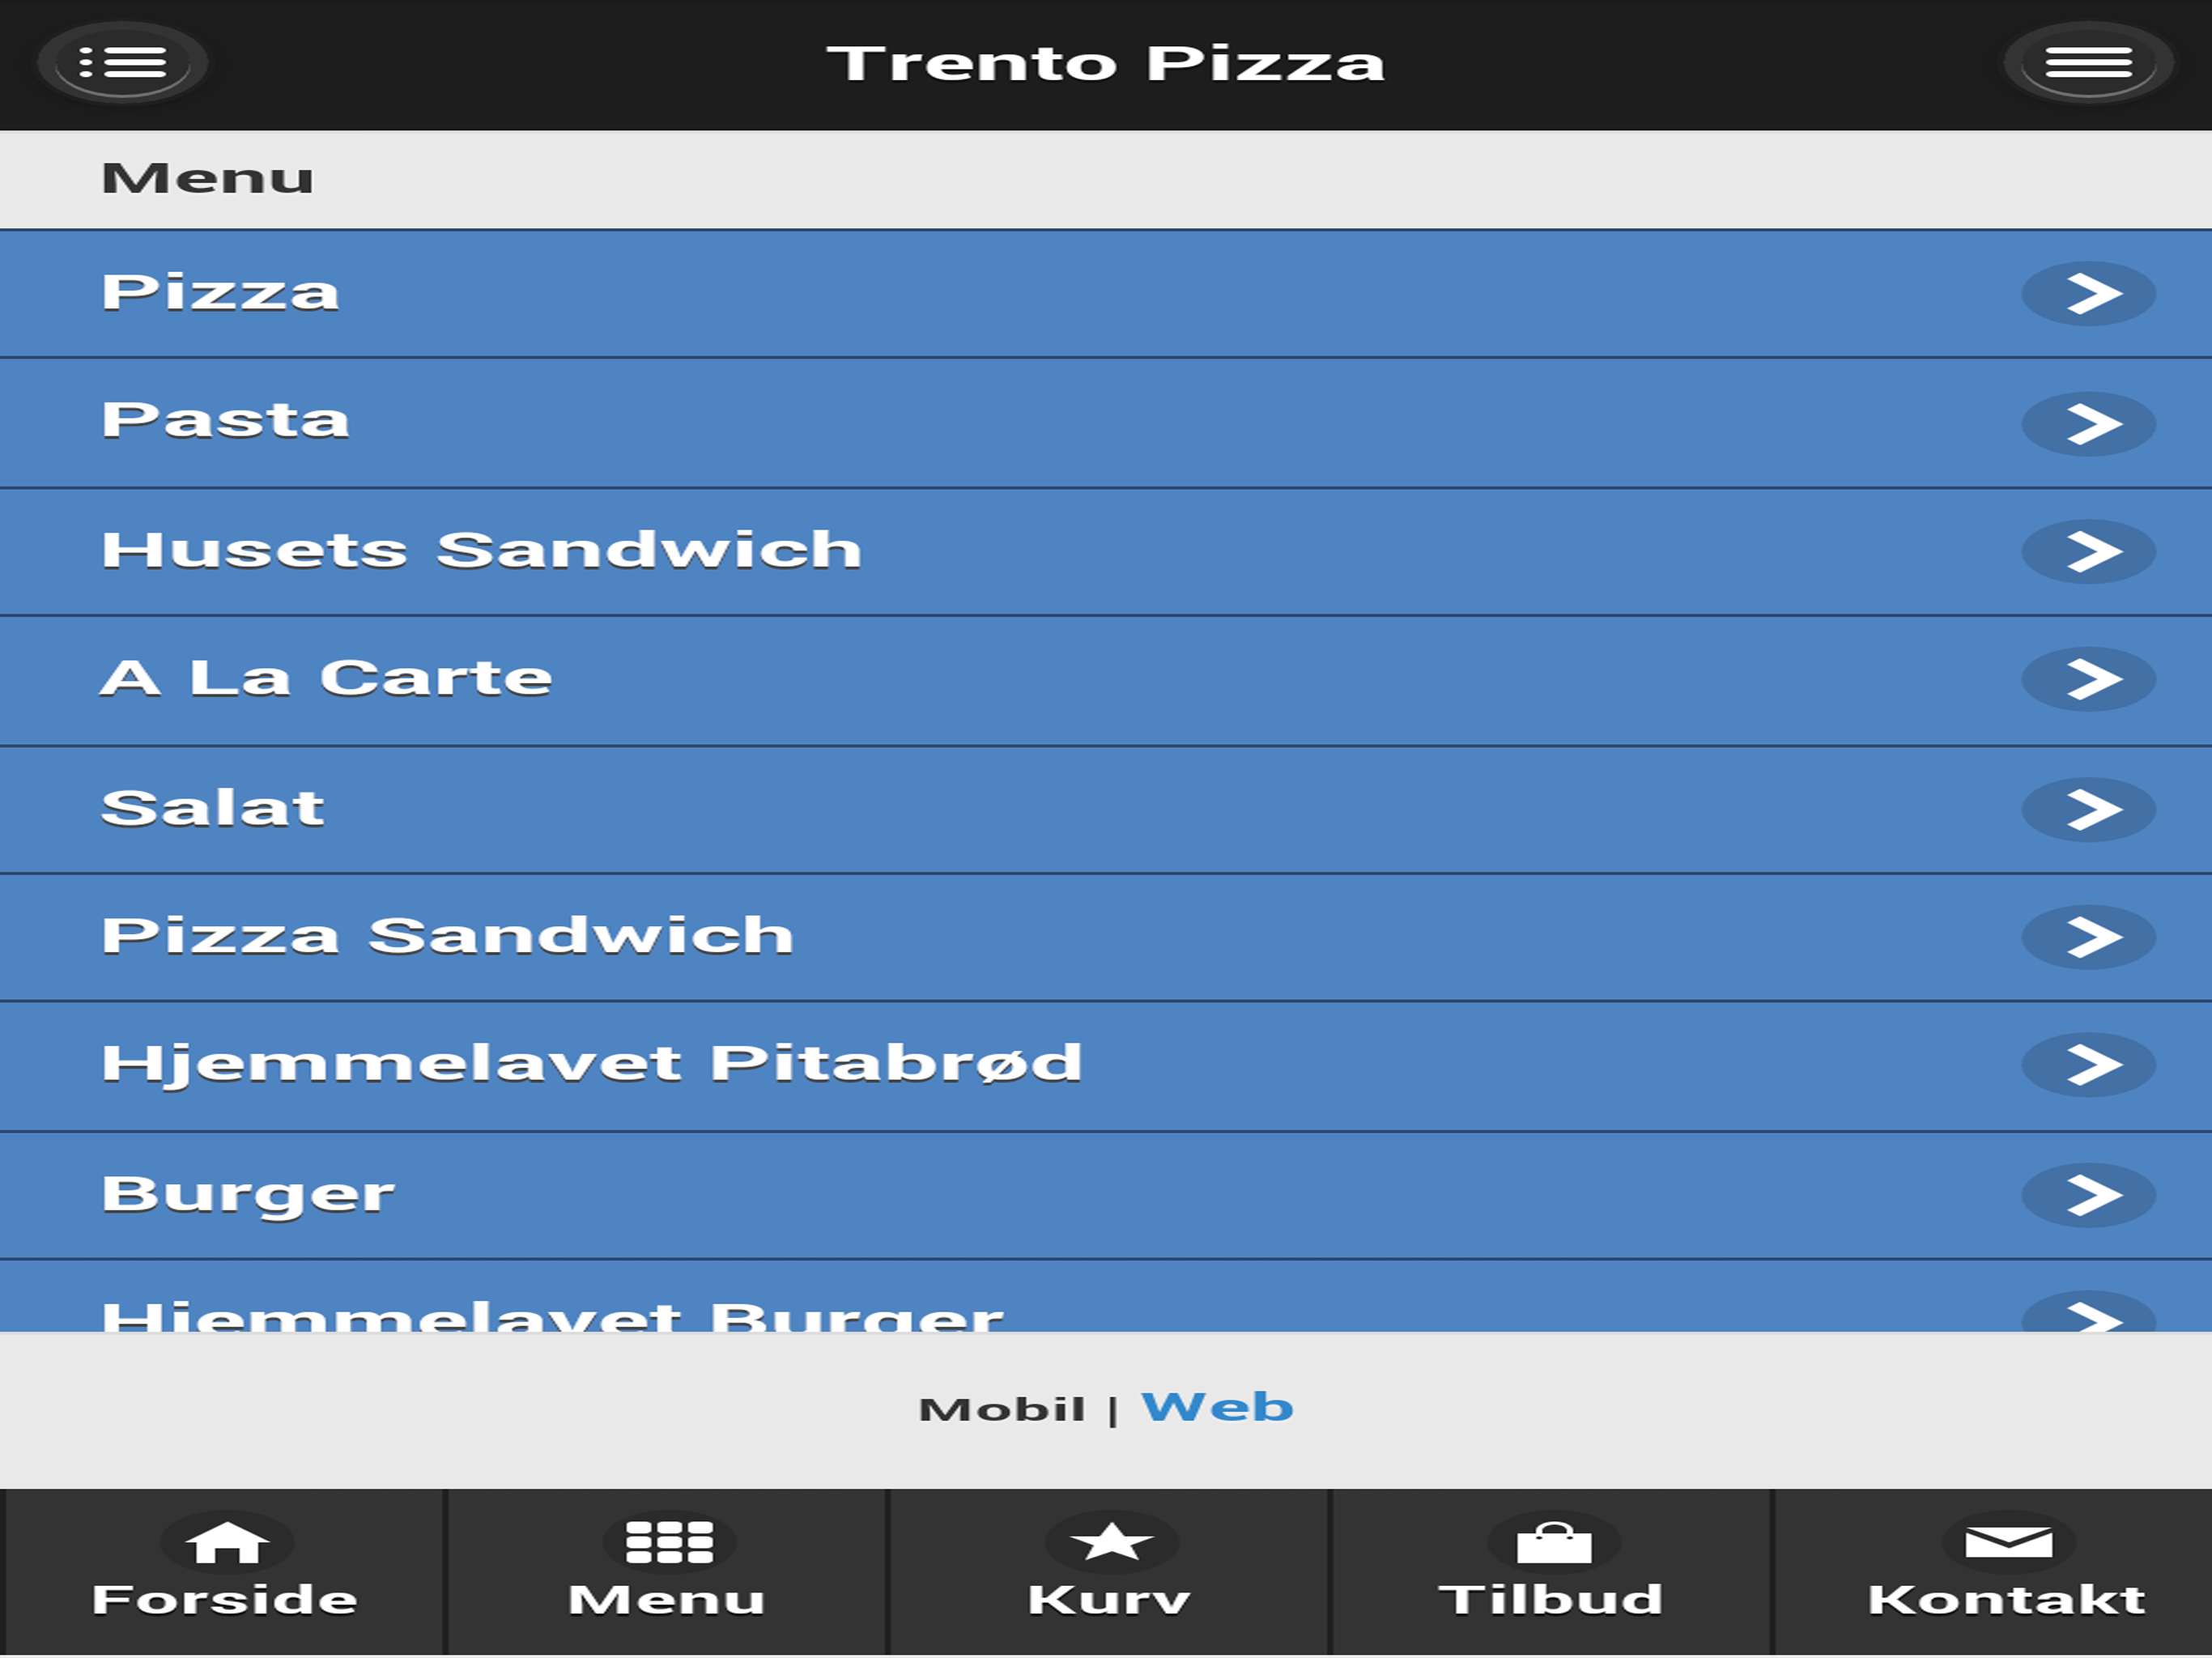 Trento Pizza
Menu
Pizza
Pasta
Husets Sandwich
A La Carte
Salat
Pizza Sandwich
Hjemmelavet Pitabrød
Burger
Hjemmelavet Burger
Mobil | Web
Forside Menu Kurv Tilbud Kontakt